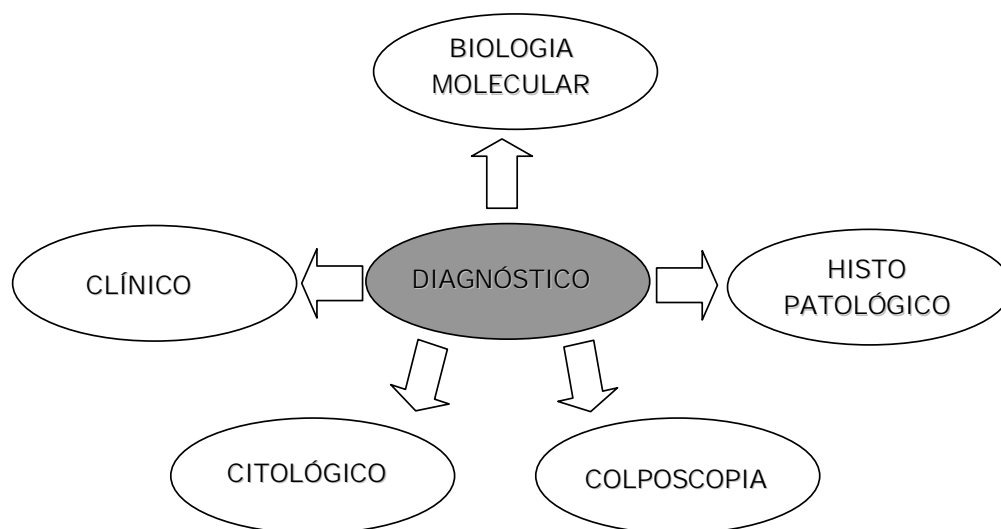 BIOLOGIA
MOLECULAR
CLÍNICO
DIAGNÓSTICO
HISTO
PATOLÓGICO
CITOLÓGICO
COLPOSCOPIA